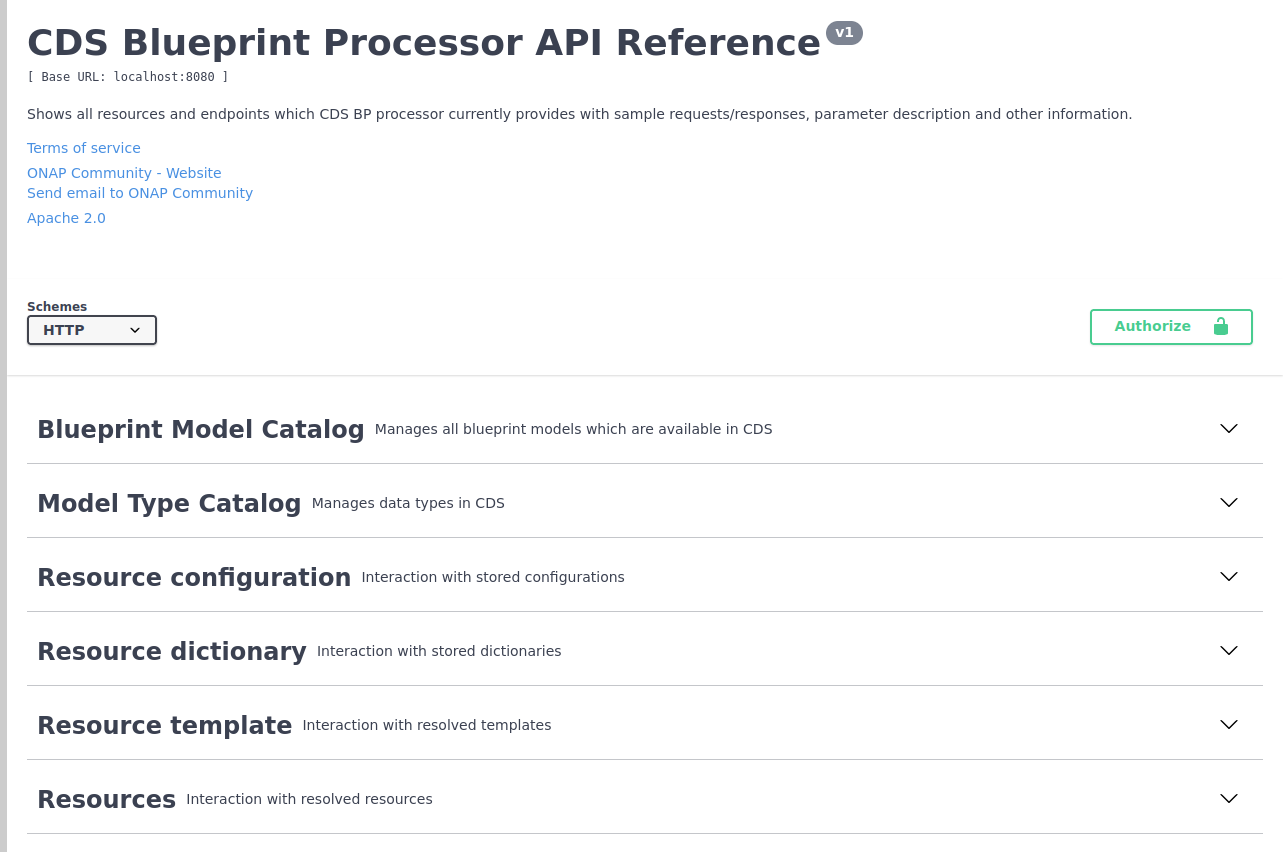 CDS Blueprint Processor API Reference v1
[ Base URL: localhost:8080 ]
Shows all resources and endpoints which CDS BP processor currently provides with sample requests/responses, parameter description and other information.
Terms of service
ONAP Community - Website
Send email to ONAP Community
Apache 2.0
Schemes
HTTP
Authorize
Blueprint Model Catalog Manages all blueprint models which are available in CDS
Model Type Catalog Manages data types in CDS
Resource configuration Interaction with stored configurations
Resource dictionary Interaction with stored dictionaries
Resource template Interaction with resolved templates
Resources Interaction with resolved resources